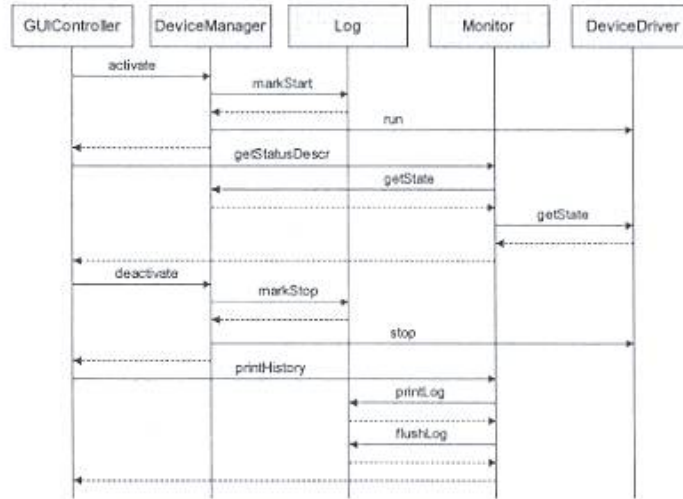 GUIController DeviceManager Log Monitor DeviceDriver
activate
markStart
run
getStatusDescr
getState
getState
deactivate
markStop
stop
printHistory
printLog
flushLog